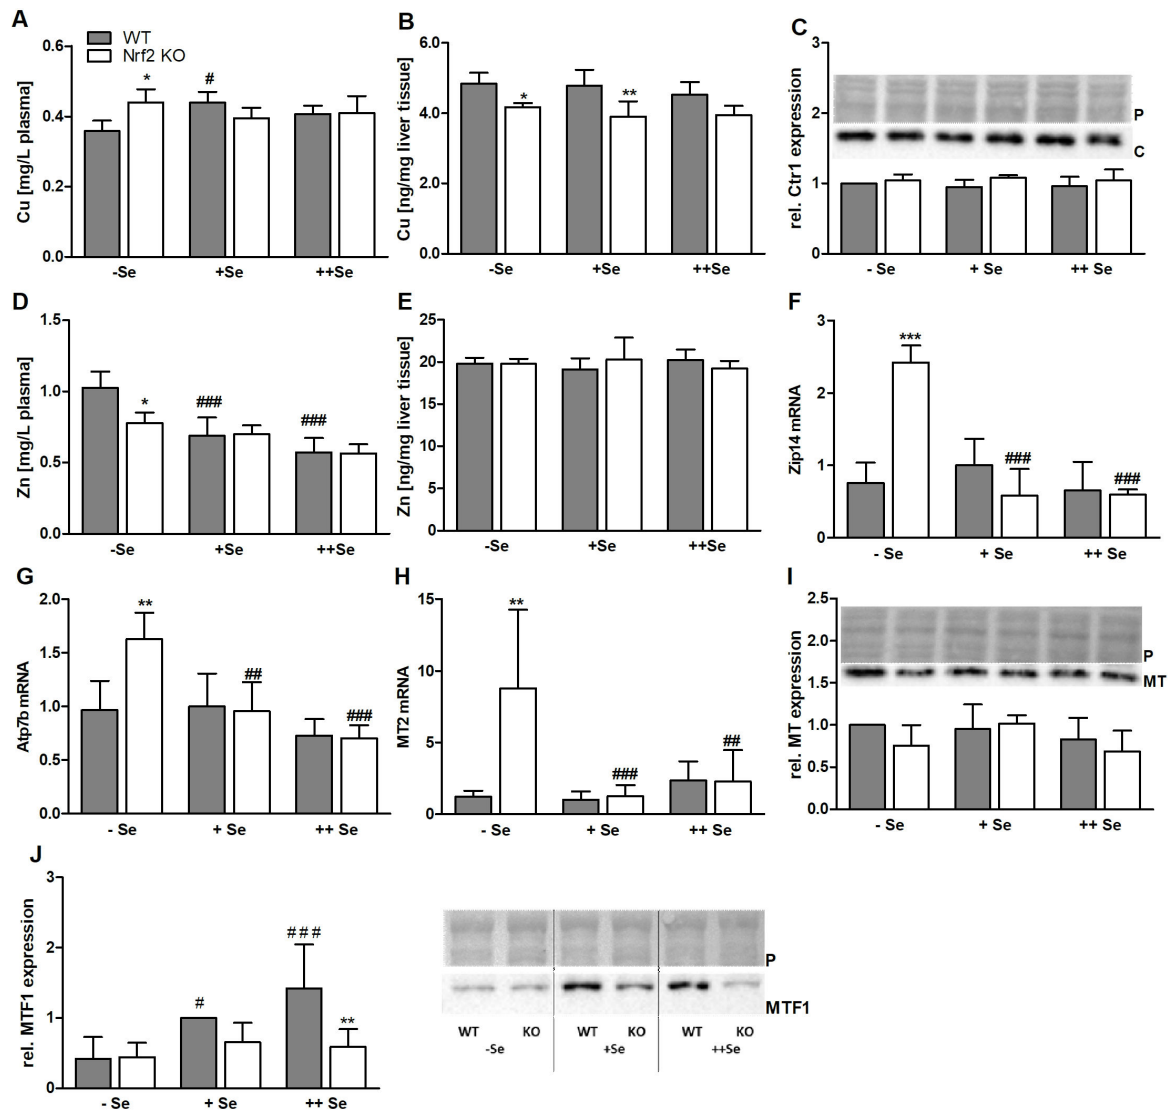 A
WT
Nrf2 KO
Cu [mg/L plasma]
0.6
0.4
0.2
0.0
*
#
-Se
+Se
++Se
B
Cu [ng/mg liver tissue]
6.0
4.0
2.0
0.0
*
**
-Se
+Se
++Se
C
rel. Ctr1 expression
3
2
1
0
P
C
- Se
+ Se
++ Se
D
Zn [mg/L plasma]
1.5
1.0
0.5
0.0
*
###
###
-Se
+Se
++Se
E
Zn [ng/mg liver tissue]
25
20
15
10
5
0
-Se
+Se
++Se
F
Zip14 mRNA
3
2
1
0
***
###
###
- Se
+ Se
++ Se
G
Atp7b mRNA
2.0
1.5
1.0
0.5
0.0
**
##
###
- Se
+ Se
++ Se
H
MT2 mRNA
15
10
5
0
**
###
##
- Se
+ Se
++ Se
I
rel. MT expression
2.5
2.0
1.5
1.0
0.5
0.0
P
MT
- Se
+ Se
++ Se
J
rel. MTF1 expression
3
2
1
0
#
###
**
- Se
+ Se
++ Se
P
MTF1
WT KO WT KO WT KO
-Se +Se ++Se